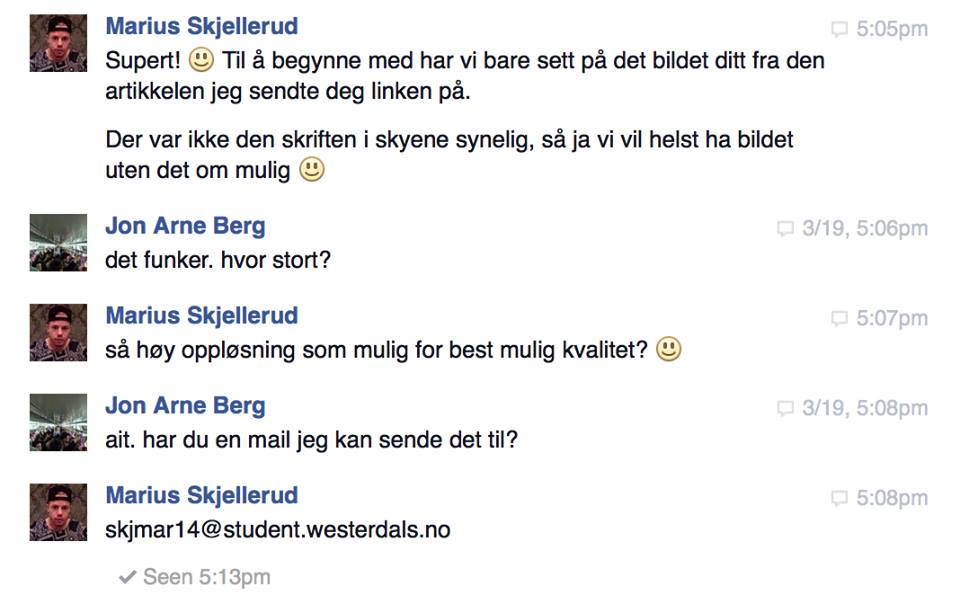 Marius Skjellerud 5:05pm
Supert! 🙂 Til å begynne med har vi bare sett på det bildet ditt fra den
artikkelen jeg sendte deg linken på.
Der var ikke den skriften i skyene synelig, så ja vi vil helst ha bildet
uten det om mulig 🙂
Jon Arne Berg 3/19, 5:06pm
det funker. hvor stort?
Marius Skjellerud 5:07pm
så høy oppløsning som mulig for best mulig kvalitet? 🙂
Jon Arne Berg 3/19, 5:08pm
ait. har du en mail jeg kan sende det til?
Marius Skjellerud 5:08pm
skjmar14@student.westerdals.no
✓ Seen 5:13pm